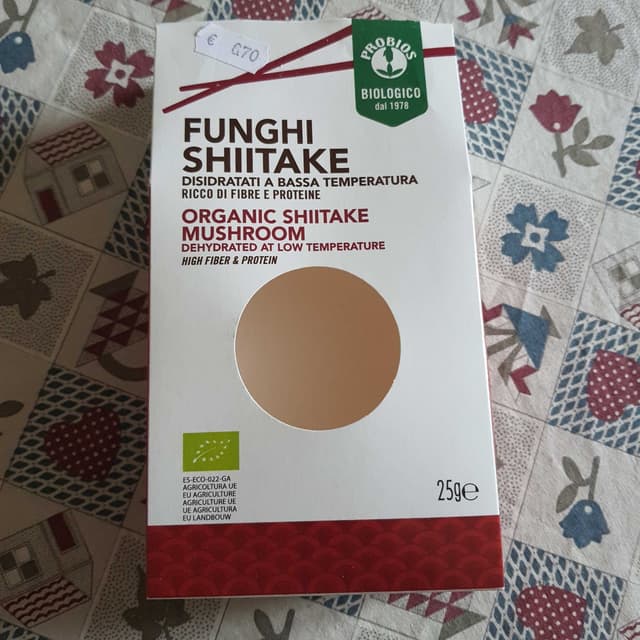 € 6.70
PROBIOS
BIOLOGICO
dal 1978
FUNGHI
SHIITAKE
DISIDRATATI A BASSA TEMPERATURA
RICCO DI FIBRE E PROTEINE
ORGANIC SHIITAKE
MUSHROOM
DEHYDRATED AT LOW TEMPERATURE
HIGH FIBER & PROTEIN
ES-ECO-022-GA
AGRICOLTURA UE
EU AGRICULTURE
AGRICULTURE UE
UE AGRICULTURA
EU LANDBOUW
25g℮